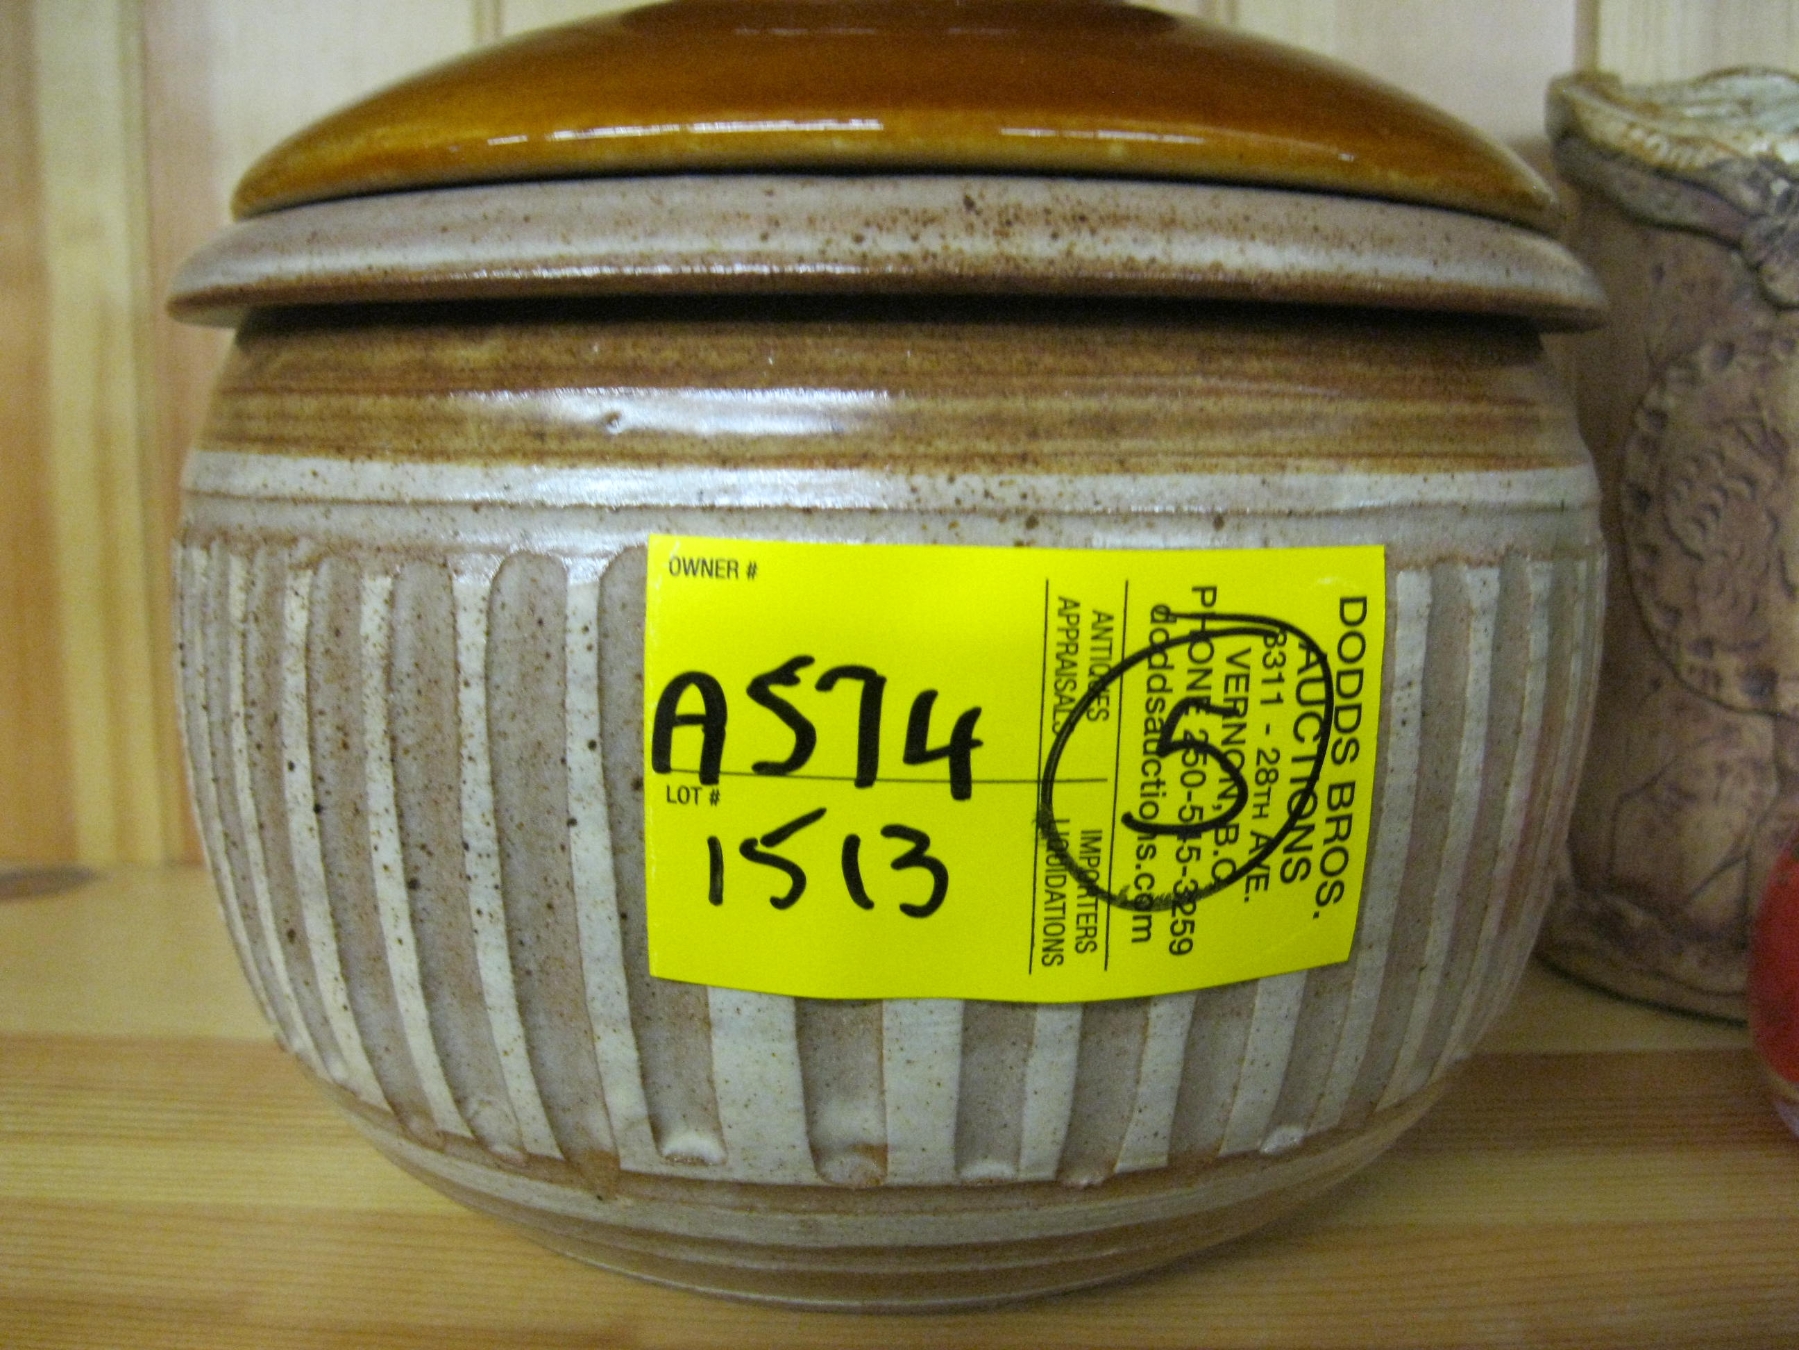 OWNER #
A574
LOT #
1513
DODDS BROS.
AUCTIONS
3311 - 28TH AVE.
VERNON, B.C.
PHONE 250-545-3259
doddsauctions.com
ANTIQUES IMPORTERS
APPRAISALS LIQUIDATIONS
5